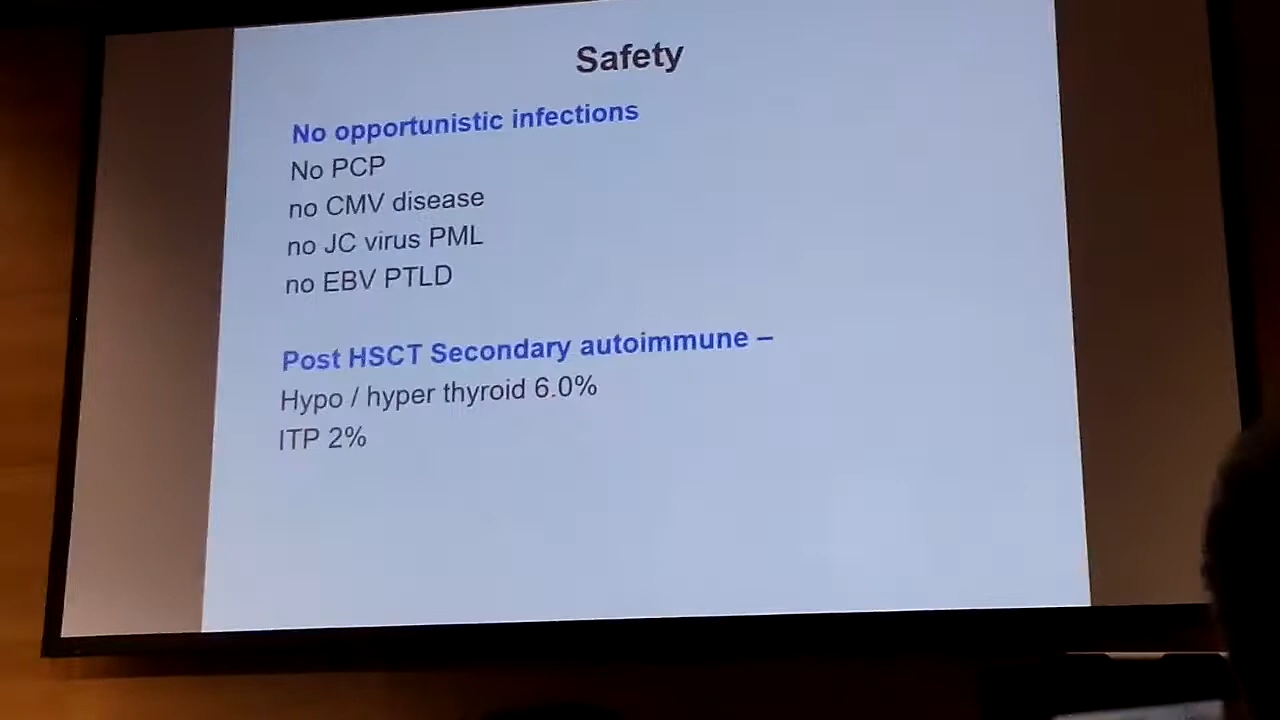 Safety
No opportunistic infections
No PCP
no CMV disease
no JC virus PML
no EBV PTLD
Post HSCT Secondary autoimmune –
Hypo / hyper thyroid 6.0%
ITP 2%